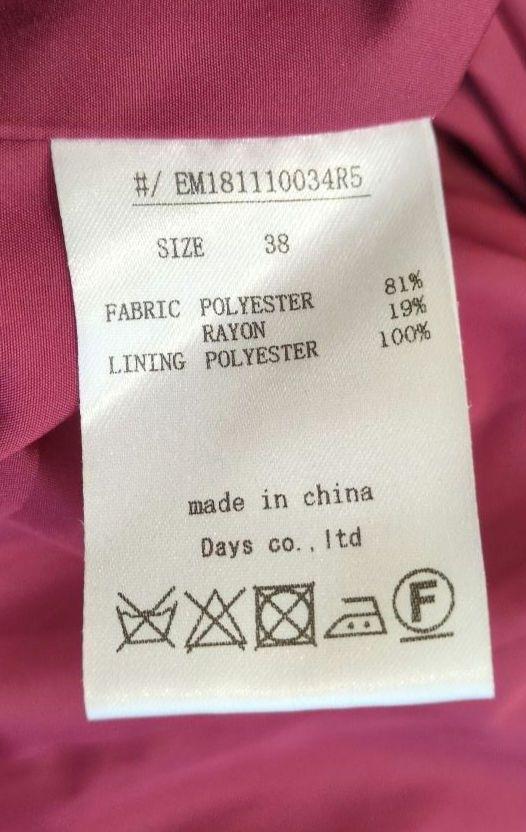 #/ EM181110034R5
SIZE 38
FABRIC POLYESTER 81%
RAYON 19%
LINING POLYESTER 100%
made in china
Days co.,ltd
F